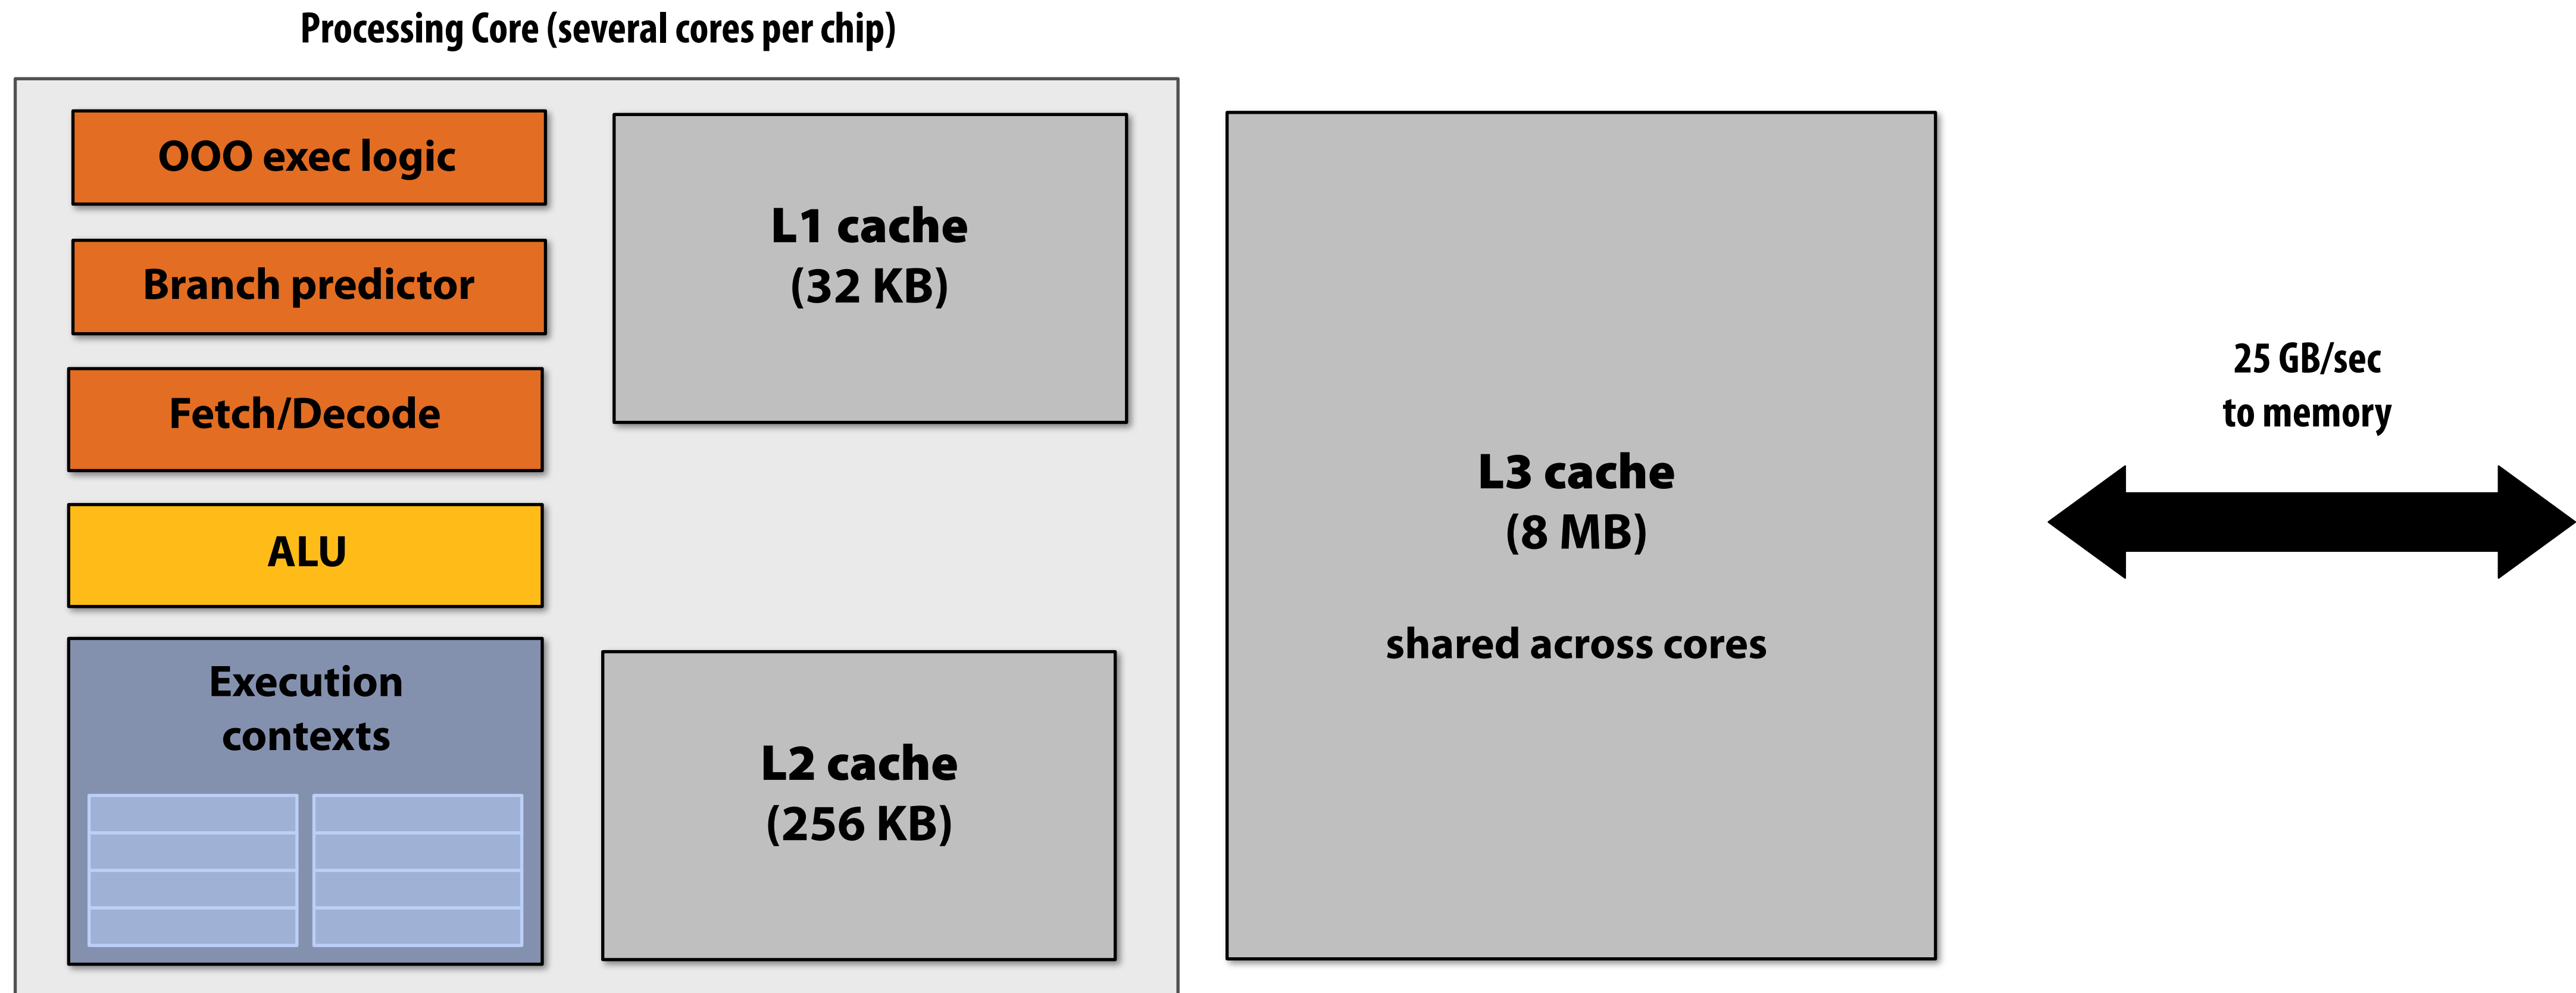 Processing Core (several cores per chip)
OOO exec logic
Branch predictor
Fetch/Decode
ALU
Execution
contexts
L1 cache
(32 KB)
L2 cache
(256 KB)
L3 cache
(8 MB)
shared across cores
25 GB/sec
to memory